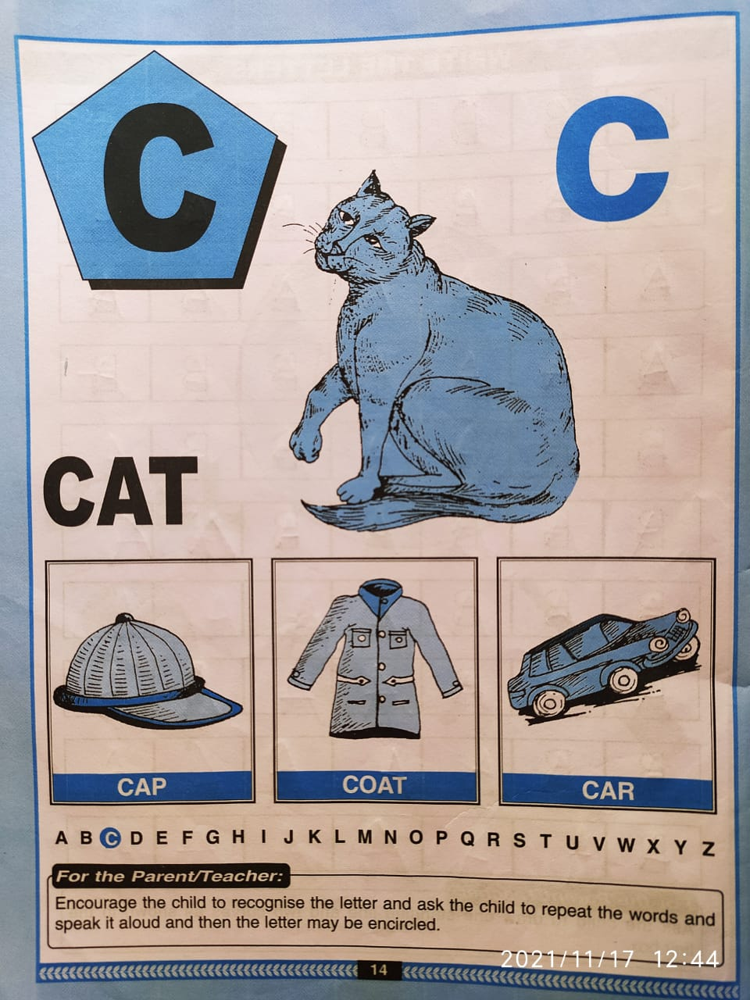 C
C
CAT
CAP
COAT
CAR
A B C D E F G H I J K L M N O P Q R S T U V W X Y Z
For the Parent/Teacher:
Encourage the child to recognise the letter and ask the child to repeat the words and
speak it aloud and then the letter may be encircled.
14
2021/11/17 12:44